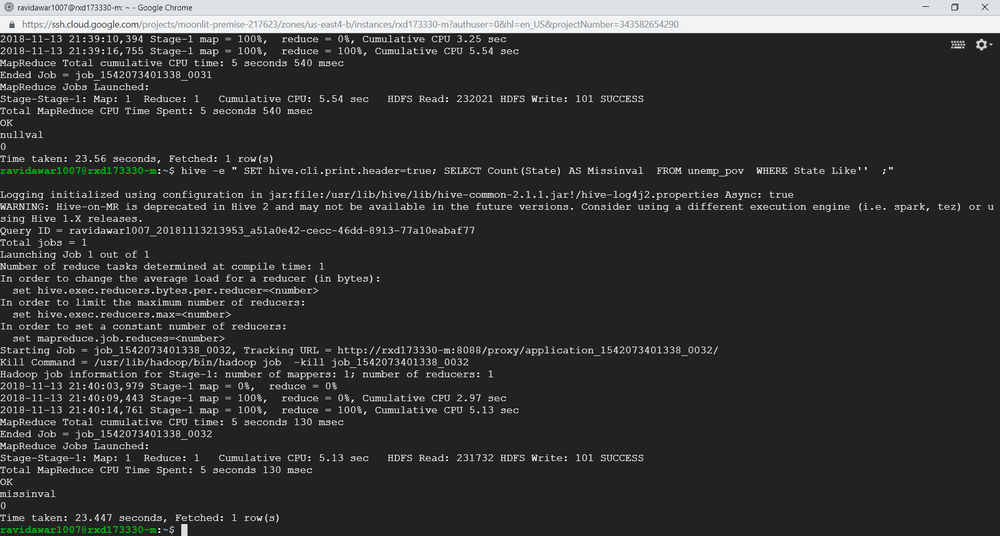 ravidawar1007@rxd173330-m: ~ - Google Chrome
https://ssh.cloud.google.com/projects/moonlit-premise-217623/zones/us-east4-b/instances/rxd173330-m?authuser=0&hl=en_US&projectNumber=343582654290
2018-11-13 21:39:10,394 Stage-1 map = 100%,  reduce = 0%, Cumulative CPU 3.25 sec
2018-11-13 21:39:16,755 Stage-1 map = 100%,  reduce = 100%, Cumulative CPU 5.54 sec
MapReduce Total cumulative CPU time: 5 seconds 540 msec
Ended Job = job_1542073401338_0031
MapReduce Jobs Launched:
Stage-Stage-1: Map: 1  Reduce: 1   Cumulative CPU: 5.54 sec   HDFS Read: 232021 HDFS Write: 101 SUCCESS
Total MapReduce CPU Time Spent: 5 seconds 540 msec
OK
nullval
0
Time taken: 23.56 seconds, Fetched: 1 row(s)
ravidawar1007@rxd173330-m:~$ hive -e " SET hive.cli.print.header=true; SELECT Count(State) AS Missinval  FROM unemp_pov  WHERE State Like''  ;"
Logging initialized using configuration in jar:file:/usr/lib/hive/lib/hive-common-2.1.1.jar!/hive-log4j2.properties Async: true
WARNING: Hive-on-MR is deprecated in Hive 2 and may not be available in the future versions. Consider using a different execution engine (i.e. spark, tez) or u
sing Hive 1.X releases.
Query ID = ravidawar1007_20181113213953_a51a0e42-cecc-46dd-8913-77a10eabaf77
Total jobs = 1
Launching Job 1 out of 1
Number of reduce tasks determined at compile time: 1
In order to change the average load for a reducer (in bytes):
  set hive.exec.reducers.bytes.per.reducer=<number>
In order to limit the maximum number of reducers:
  set hive.exec.reducers.max=<number>
In order to set a constant number of reducers:
  set mapreduce.job.reduces=<number>
Starting Job = job_1542073401338_0032, Tracking URL = http://rxd173330-m:8088/proxy/application_1542073401338_0032/
Kill Command = /usr/lib/hadoop/bin/hadoop job  -kill job_1542073401338_0032
Hadoop job information for Stage-1: number of mappers: 1; number of reducers: 1
2018-11-13 21:40:03,979 Stage-1 map = 0%,  reduce = 0%
2018-11-13 21:40:09,443 Stage-1 map = 100%,  reduce = 0%, Cumulative CPU 2.97 sec
2018-11-13 21:40:14,761 Stage-1 map = 100%,  reduce = 100%, Cumulative CPU 5.13 sec
MapReduce Total cumulative CPU time: 5 seconds 130 msec
Ended Job = job_1542073401338_0032
MapReduce Jobs Launched:
Stage-Stage-1: Map: 1  Reduce: 1   Cumulative CPU: 5.13 sec   HDFS Read: 231732 HDFS Write: 101 SUCCESS
Total MapReduce CPU Time Spent: 5 seconds 130 msec
OK
missinval
0
Time taken: 23.447 seconds, Fetched: 1 row(s)
ravidawar1007@rxd173330-m:~$